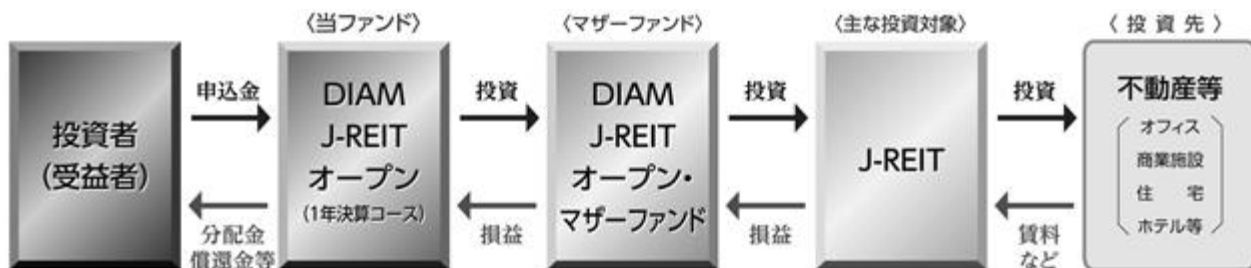 〈当ファンド〉
〈マザーファンド〉
〈主な投資対象〉
〈投資先〉
投資者
(受益者)
申込金
分配金
償還金等
DIAM
J-REIT
オープン
(1年決算コース)
投資
損益
DIAM
J-REIT
オープン・
マザーファンド
投資
損益
J-REIT
投資
賃料
など
不動産等
オフィス
商業施設
住 宅
ホテル等